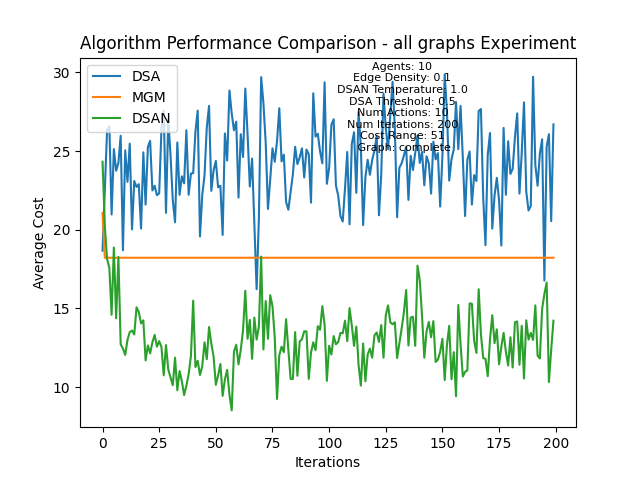 Algorithm Performance Comparison - all graphs Experiment
DSA
MGM
DSAN
Agents: 10
Edge Density: 0.1
DSAN Temperature: 1.0
DSA Threshold: 0.5
Num Actions: 10
Num Iterations: 200
Cost Range: 51
Graph: complete
Average Cost
30
25
20
15
10
0
25
50
75
100
125
150
175
200
Iterations